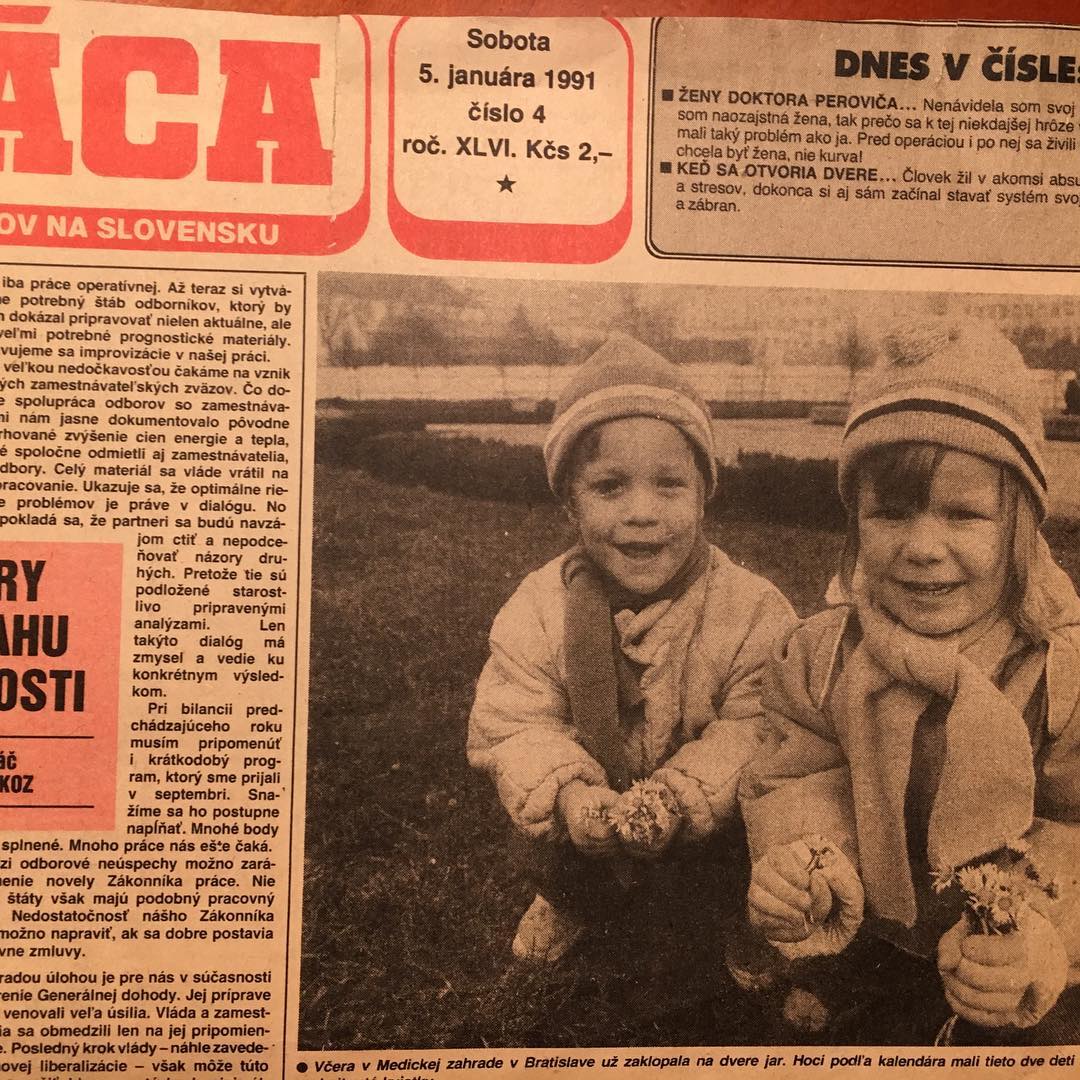 ÁCA
OV NA SLOVENSKU
Sobota
5. januára 1991
číslo 4
roč. XLVI. Kčs 2,–
★
DNES V ČÍSLE:
■ ŽENY DOKTORA PEROVIČA... Nenávidela som svoj
som naozajstná žena, tak prečo sa k tej niekdajšej hrôze
mali taký problém ako ja. Pred operáciou i po nej sa živili
chcela byť žena, nie kurva!
■ KEĎ SA OTVORIA DVERE... Človek žil v akomsi absu
a stresov, dokonca si aj sám začínal stavať systém svoj
a zábran.
iba práce operatívnej. Až teraz si vytvá-
e potrebný štáb odborníkov, ktorý by
dokázal pripravovať nielen aktuálne, ale
veľmi potrebné prognostické materiály.
vujeme sa improvizácie v našej práci.
veľkou nedočkavosťou čakáme na vznik
ých zamestnávateľských zväzov. Čo do-
e spolupráca odborov so zamestnáva-
mi nám jasne dokumentovalo pôvodne
rhované zvýšenie cien energie a tepla,
é spoločne odmietli aj zamestnávatelia,
dbory. Celý materiál sa vláde vrátil na
racovanie. Ukazuje sa, že optimálne rie-
e problémov je práve v dialógu. No
pokladá sa, že partneri sa budú navzá-
jom ctiť a nepodce-
ňovať názory dru-
hých. Pretože tie sú
podložené starost-
livo pripravenými
analýzami. Len
takýto dialóg má
zmysel a vedie ku
konkrétnym výsled-
kom.
Pri bilancii pred-
chádzajúceho roku
musím pripomenúť
i krátkodobý prog-
ram, ktorý sme prijali
v septembri. Sna-
žíme sa ho postupne
napĺňať. Mnohé body
splnené. Mnoho práce nás ešte čaká.
zi odborové neúspechy možno zará-
enie novely Zákonníka práce. Nie
štáty však majú podobný pracovný
Nedostatočnosť nášho Zákonníka
možno napraviť, ak sa dobre postavia
vne zmluvy.
radou úlohou je pre nás v súčasnosti
renie Generálnej dohody. Jej príprave
venovali veľa úsilia. Vláda a zamest-
ia sa obmedzili len na jej pripomien-
e. Posledný krok vlády – náhle zavede-
ovej liberalizácie – však môže túto
RY
AHU
OSTI
áč
KOZ
● Včera v Medickej zahrade v Bratislave už zaklopala na dvere jar. Hoci podľa kalendára mali tieto dve deti